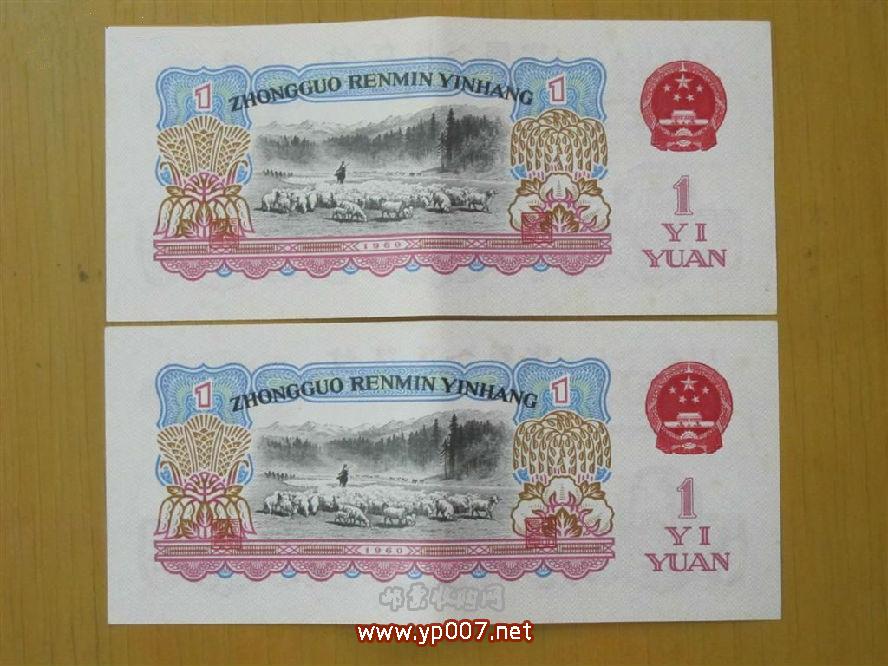 1
ZHONGGUO RENMIN YINHANG
1
1960
1
YI
YUAN
1
ZHONGGUO RENMIN YINHANG
1
1960
1
YI
YUAN
www.yp007.net